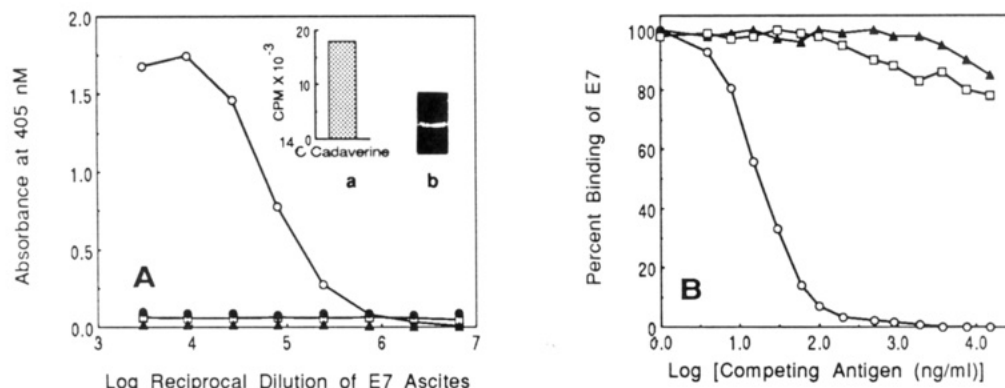 2.0
1.5
1.0
0.5
0.0
Absorbance at 405 nM
A
20
10
0
CPM X 10⁻³
14
C Cadaverine
a
b
3
4
5
6
7
Log Reciprocal Dilution of E7 Ascites
100
80
60
40
20
0
Percent Binding of E7
B
0.0
1.0
2.0
3.0
4.0
Log [Competing Antigen (ng/ml)]